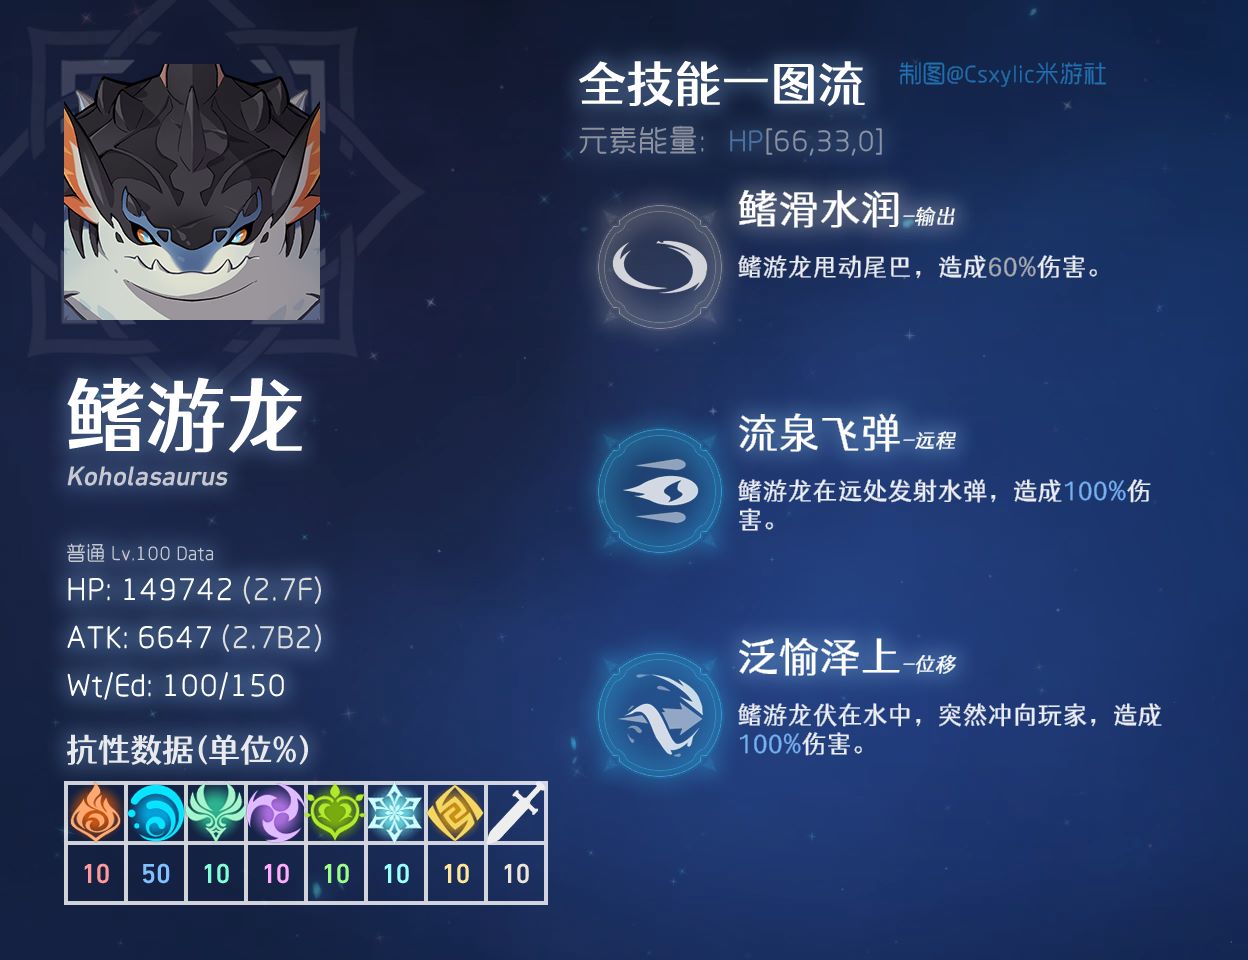 全技能一图流
制图@Csxylic米游社
元素能量: HP[66,33,0]
鳍滑水润-输出
鳍游龙甩动尾巴，造成60%伤害。
流泉飞弹-远程
鳍游龙在远处发射水弹，造成100%伤
害。
泛愉泽上-位移
鳍游龙伏在水中，突然冲向玩家，造成
100%伤害。
鳍游龙
Koholasaurus
普通 Lv.100 Data
HP: 149742 (2.7F)
ATK: 6647 (2.7B2)
Wt/Ed: 100/150
抗性数据(单位%)
10 50 10 10 10 10 10 10